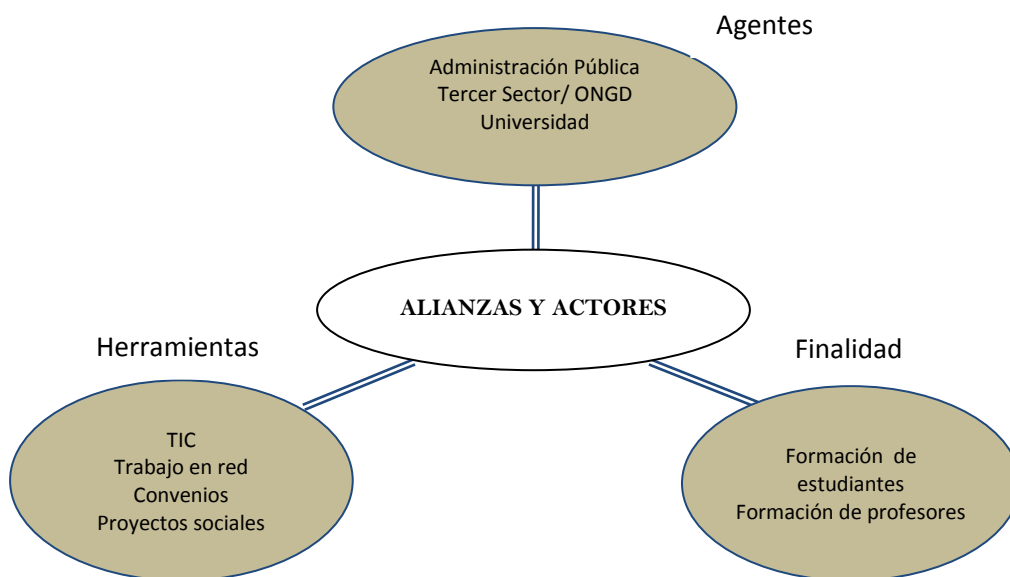 Agentes
Administración Pública
Tercer Sector/ ONGD
Universidad
ALIANZAS Y ACTORES
Herramientas
TIC
Trabajo en red
Convenios
Proyectos sociales
Finalidad
Formación de
estudiantes
Formación de profesores